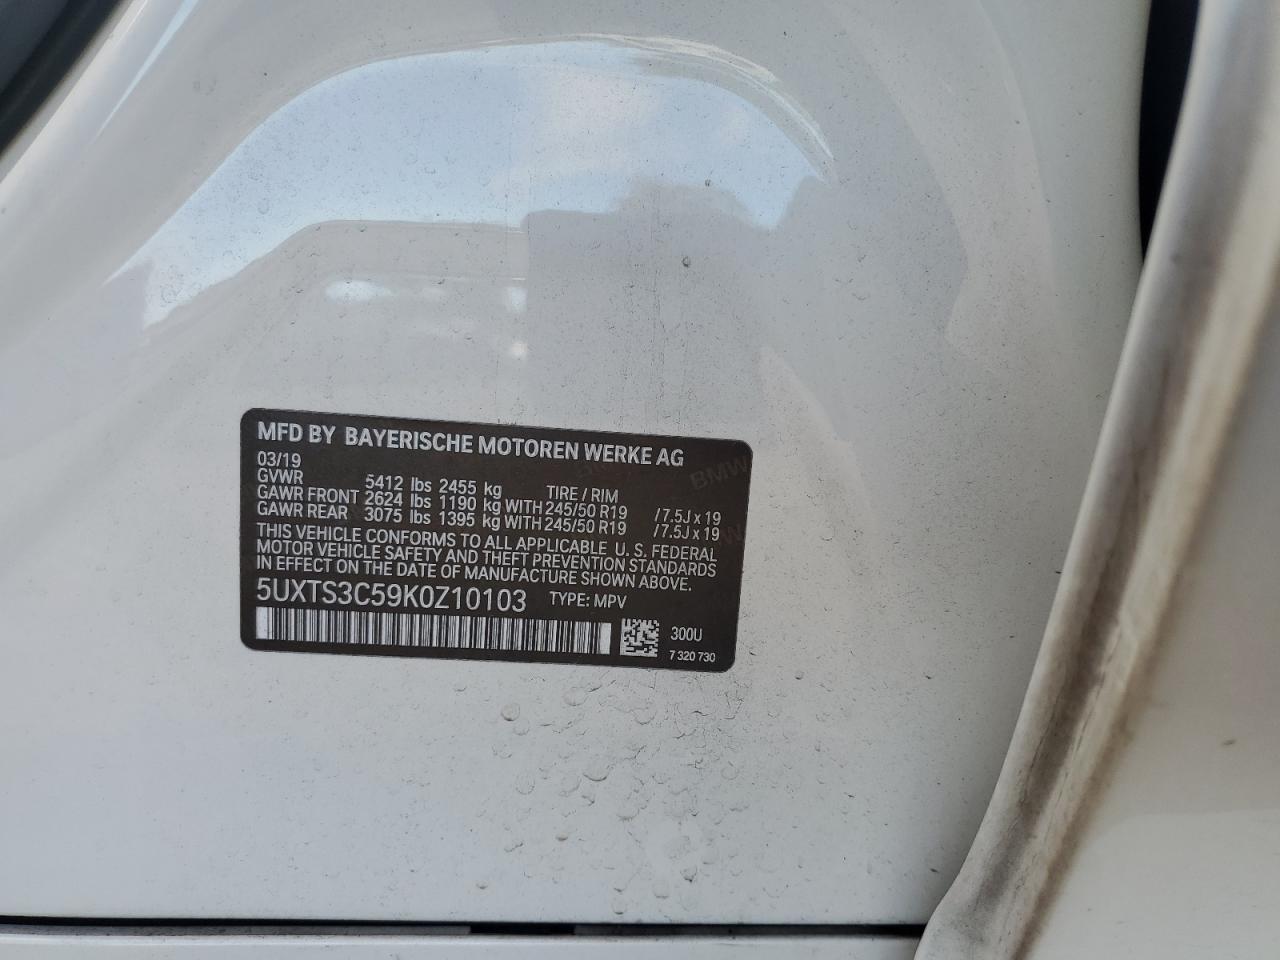 MFD BY BAYERISCHE MOTOREN WERKE AG
03/19
GVWR 5412 lbs 2455 kg TIRE / RIM
GAWR FRONT 2624 lbs 1190 kg WITH 245/50 R19 /7.5J x 19
GAWR REAR 3075 lbs 1395 kg WITH 245/50 R19 /7.5J x 19
THIS VEHICLE CONFORMS TO ALL APPLICABLE U. S. FEDERAL
MOTOR VEHICLE SAFETY AND THEFT PREVENTION STANDARDS
IN EFFECT ON THE DATE OF MANUFACTURE SHOWN ABOVE.
5UXTS3C59K0Z10103 TYPE: MPV
300U
7 320 730
BMW